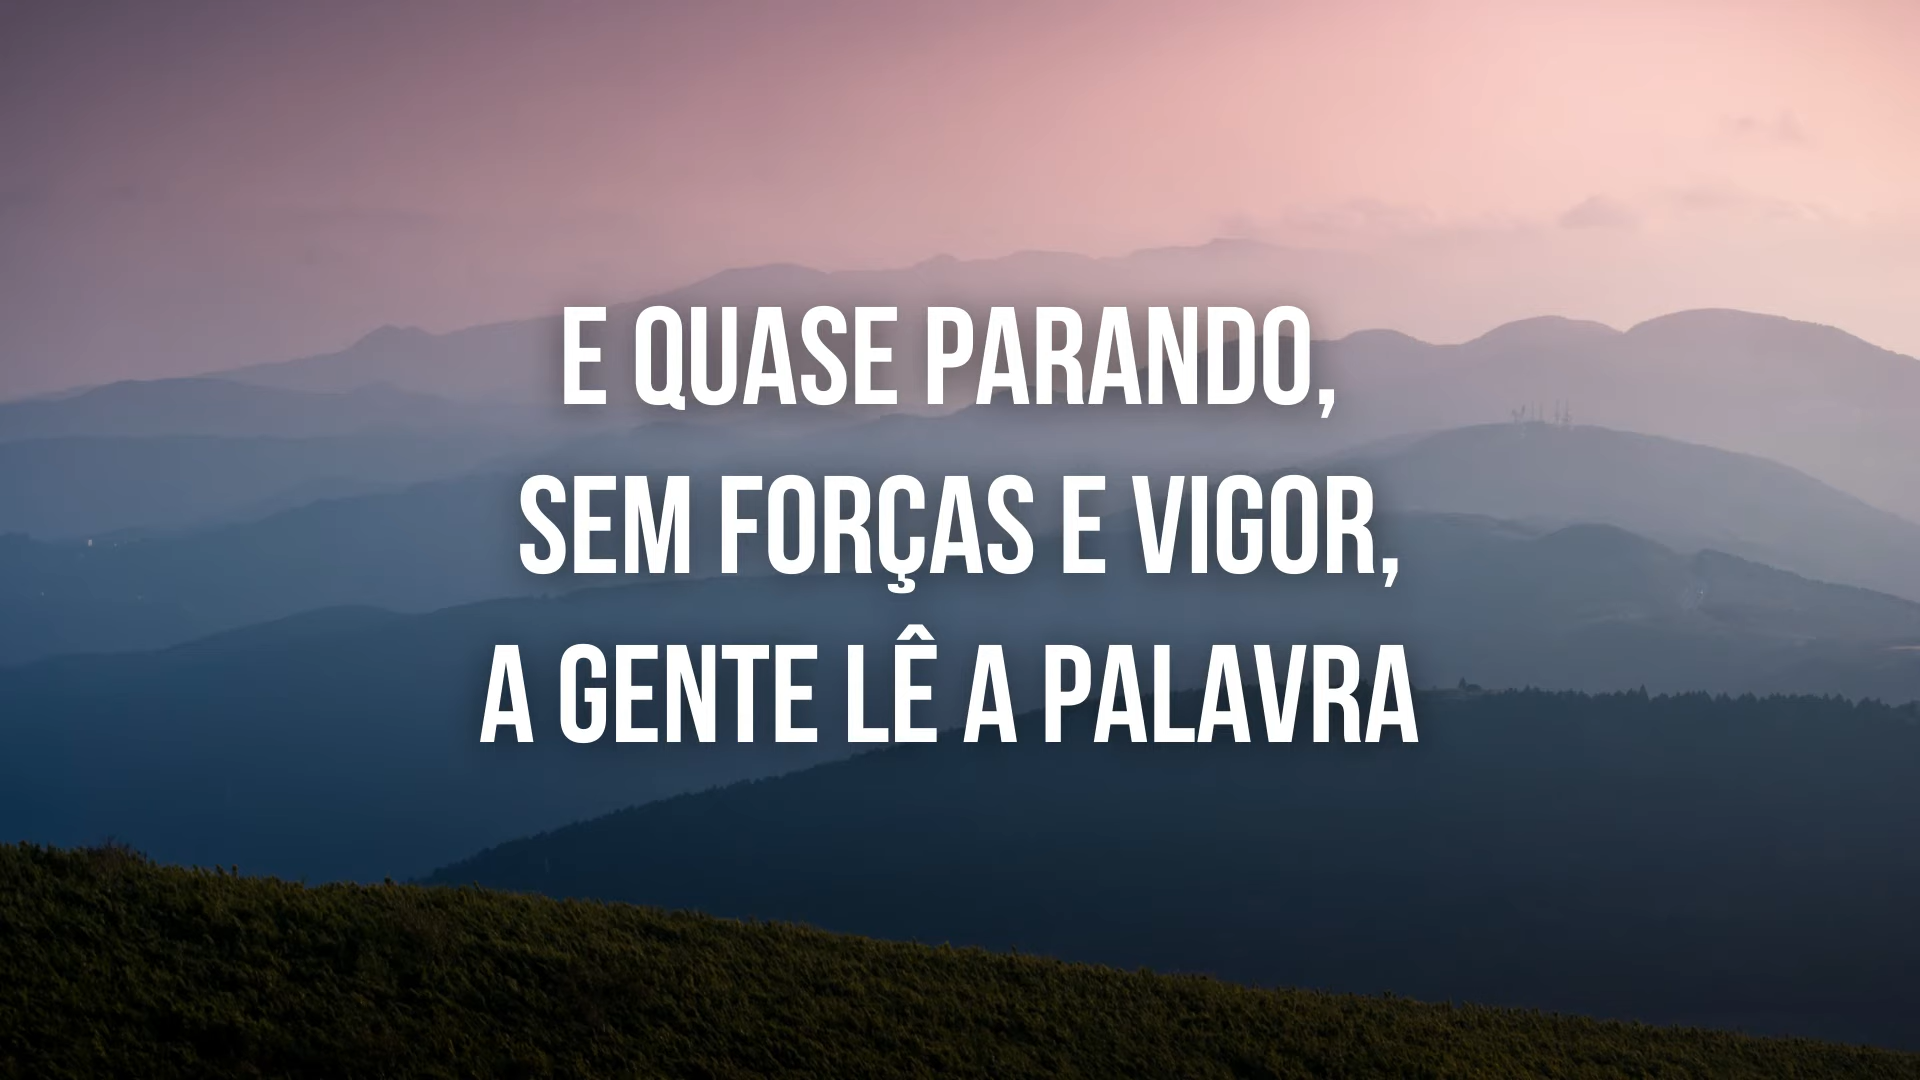 E QUASE PARANDO,
SEM FORÇAS E VIGOR,
A GENTE LÊ A PALAVRA